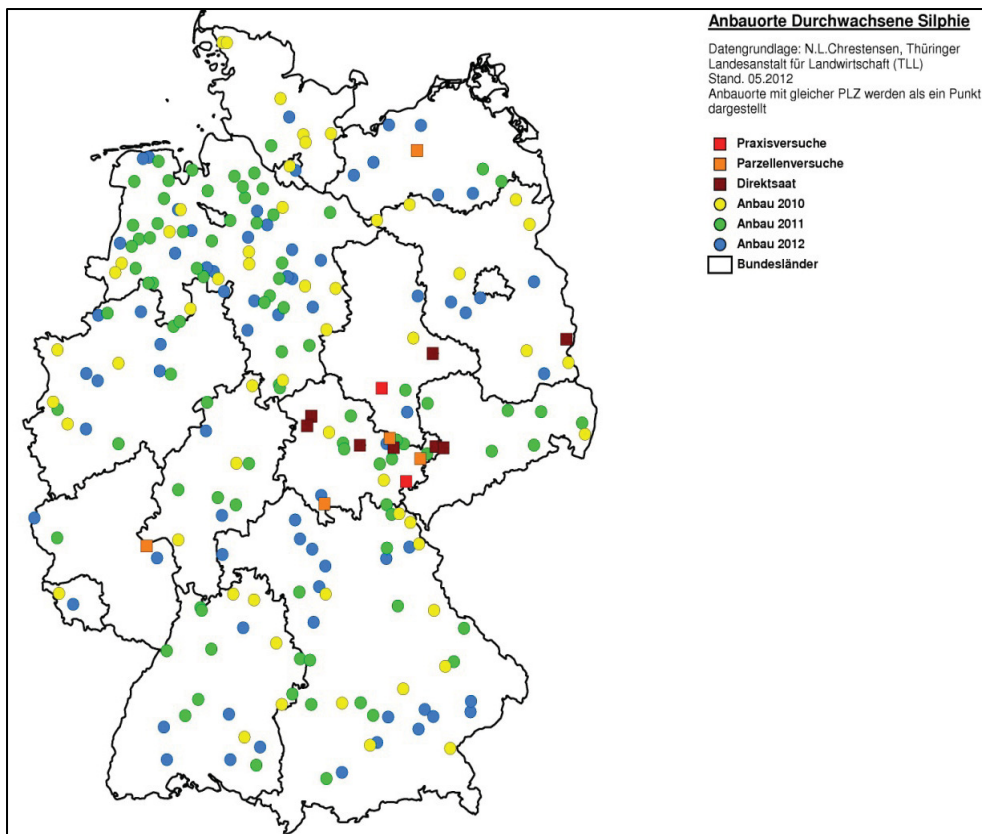 Anbauorte Durchwachsene Silphie
Datengrundlage: N.L.Chrestensen, Thüringer
Landesanstalt für Landwirtschaft (TLL)
Stand. 05.2012
Anbauorte mit gleicher PLZ werden als ein Punkt
dargestellt
Praxisversuche
Parzellenversuche
Direktsaat
Anbau 2010
Anbau 2011
Anbau 2012
Bundesländer